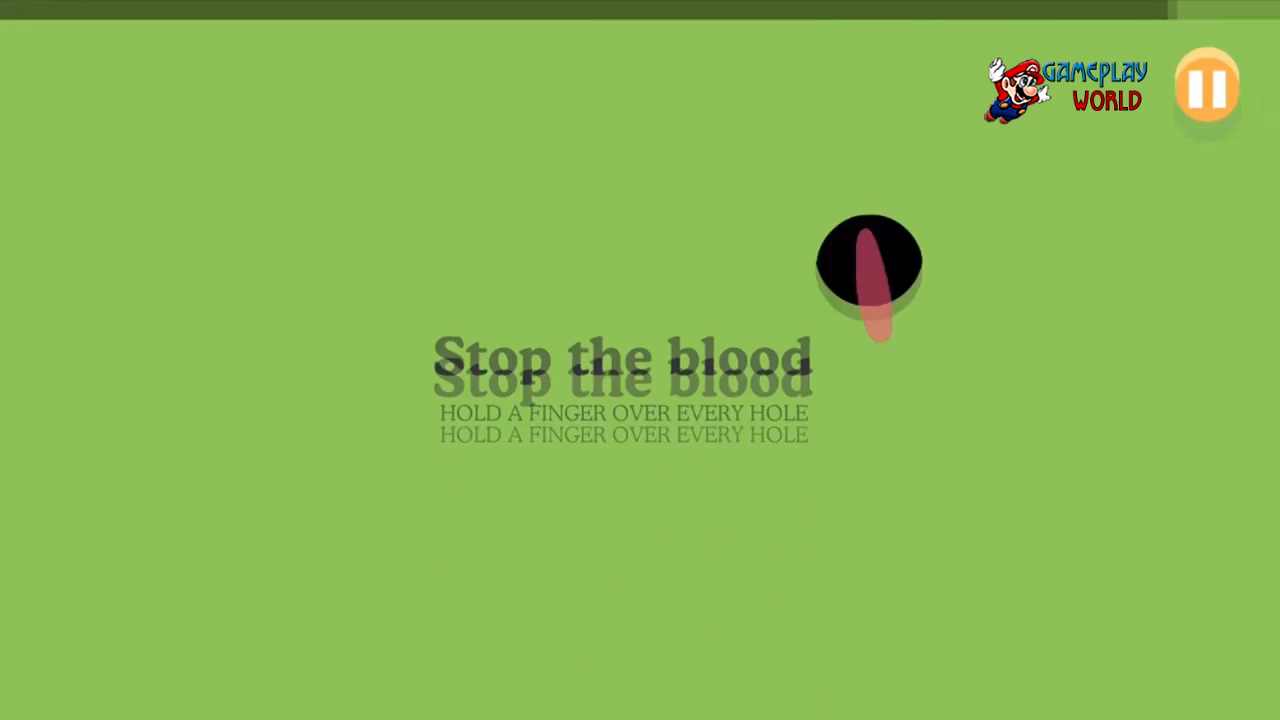 GAMEPLAY
WORLD
Stop the blood
Stop the blood
HOLD A FINGER OVER EVERY HOLE
HOLD A FINGER OVER EVERY HOLE